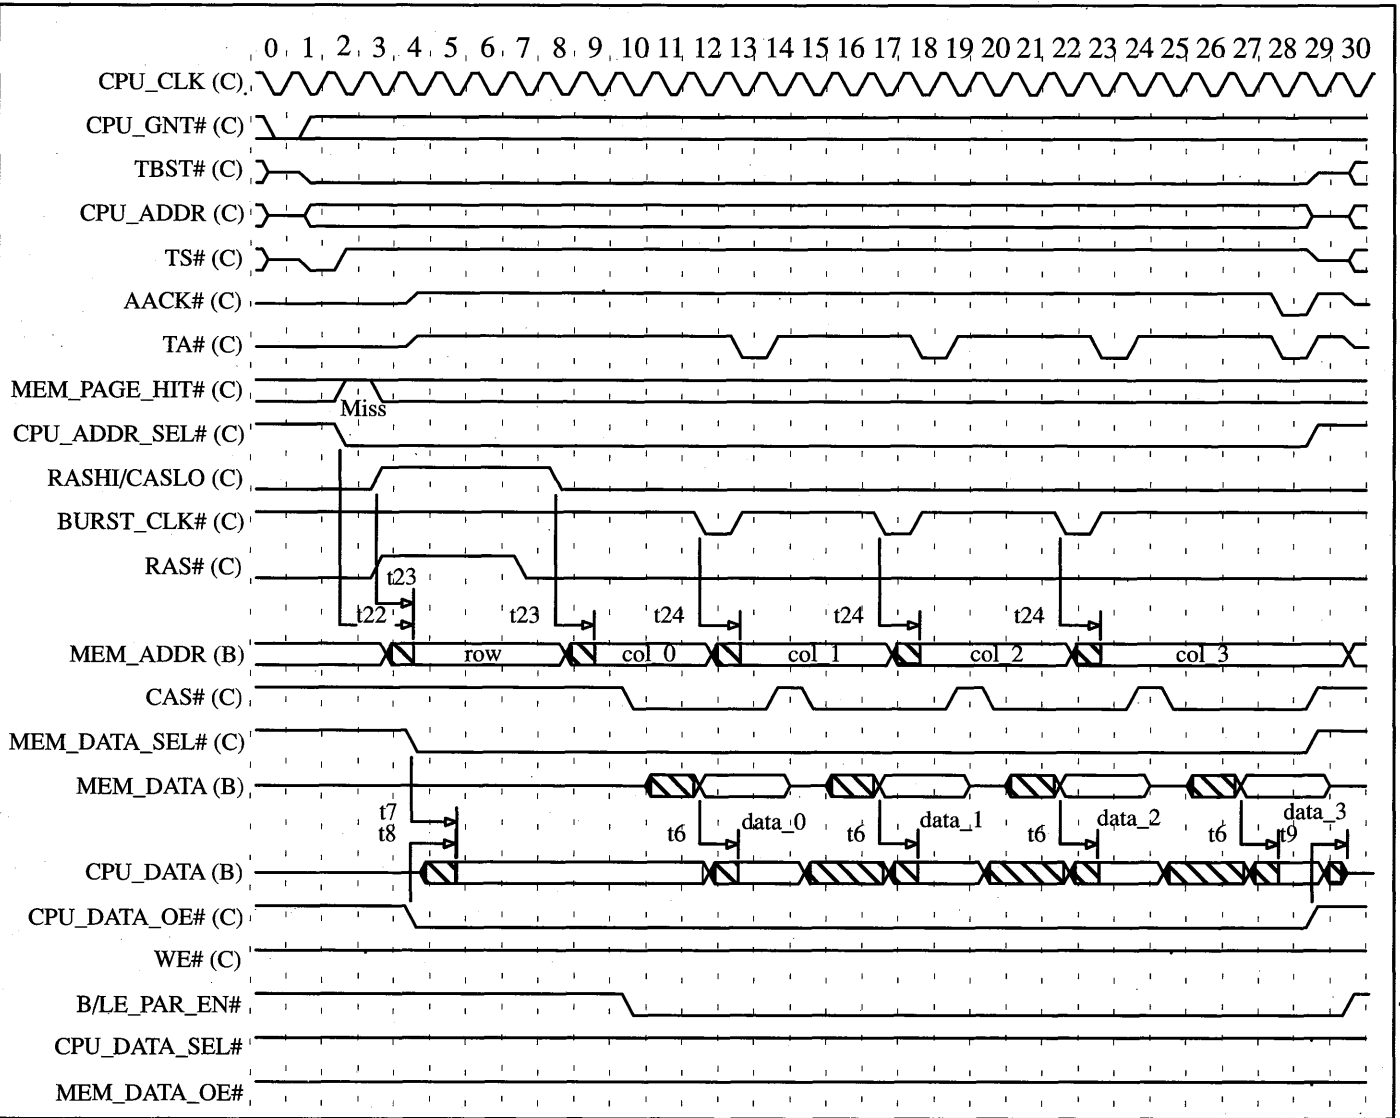 0 1 2 3 4 5 6 7 8 9 10 11 12 13 14 15 16 17 18 19 20 21 22 23 24 25 26 27 28 29 30
CPU_CLK (C)
CPU_GNT# (C)
TBST# (C)
CPU_ADDR (C)
TS# (C)
AACK# (C)
TA# (C)
MEM_PAGE_HIT# (C)
Miss
CPU_ADDR_SEL# (C)
RASHI/CASLO (C)
BURST_CLK# (C)
RAS# (C)
t23
t22 t23 t24 t24 t24
MEM_ADDR (B) row col_0 col_1 col_2 col_3
CAS# (C)
MEM_DATA_SEL# (C)
MEM_DATA (B)
t7 data_0 data_1 data_2 data_3
t8 t6 t6 t6 t6 t9
CPU_DATA (B)
CPU_DATA_OE# (C)
WE# (C)
B/LE_PAR_EN#
CPU_DATA_SEL#
MEM_DATA_OE#